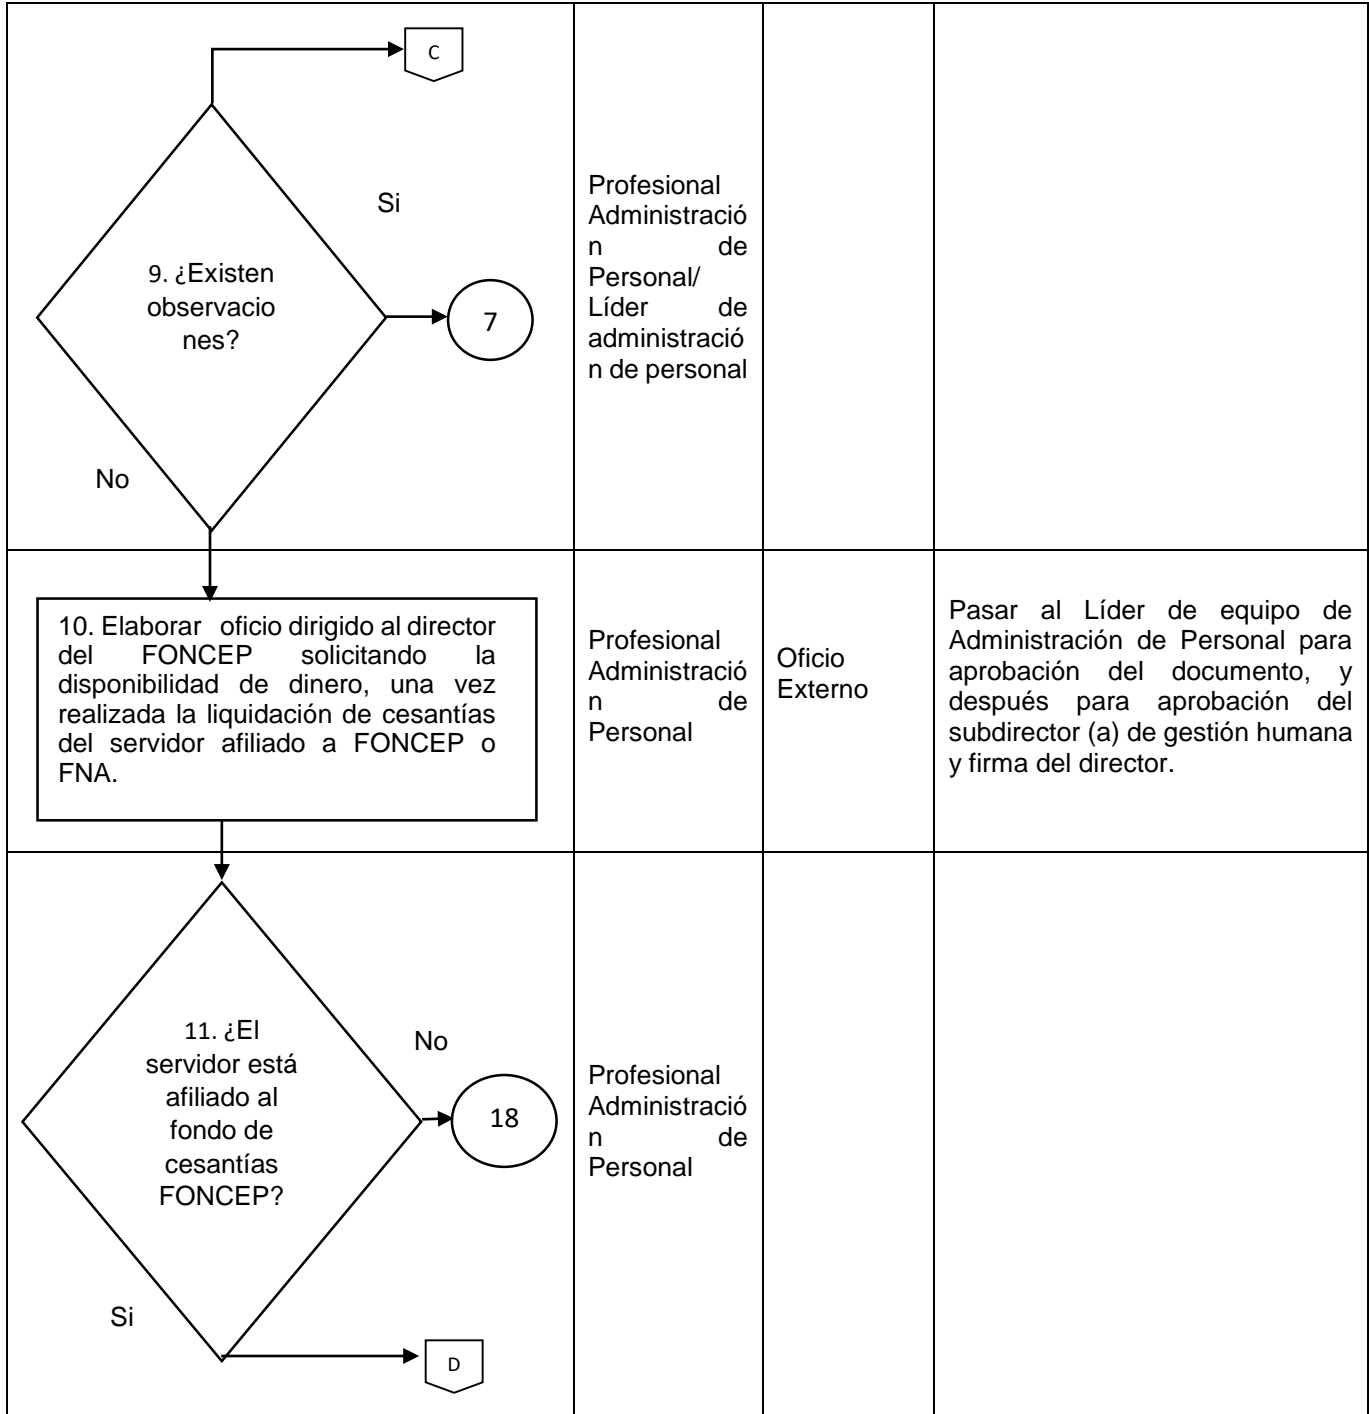 C
Si
9. ¿Existen
observacio
nes?
7
No
Profesional
Administració
n de
Personal/
Líder de
administració
n de personal
10. Elaborar oficio dirigido al director
del FONCEP solicitando la
disponibilidad de dinero, una vez
realizada la liquidación de cesantías
del servidor afiliado a FONCEP o
FNA.
Profesional
Administració
n de
Personal
Oficio
Externo
Pasar al Líder de equipo de
Administración de Personal para
aprobación del documento, y
después para aprobación del
subdirector (a) de gestión humana
y firma del director.
11. ¿El
servidor está
afiliado al
fondo de
cesantías
FONCEP?
No
18
Si
D
Profesional
Administració
n de
Personal